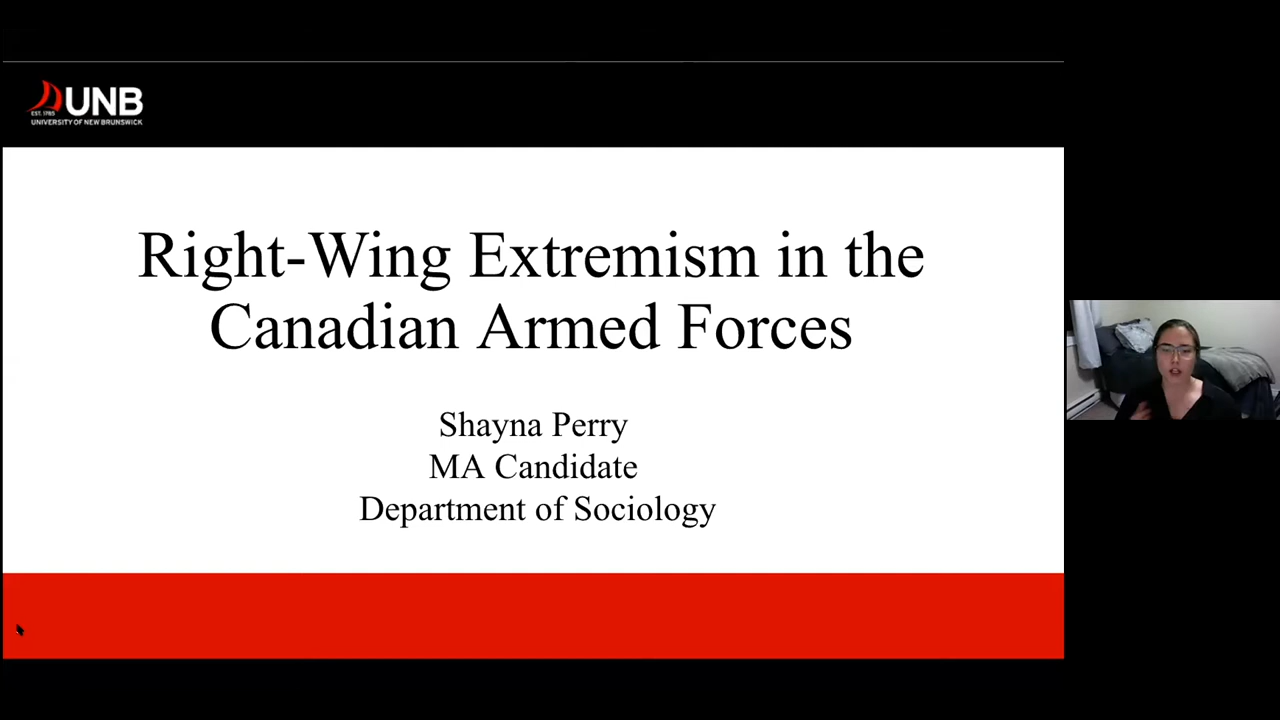 UNB
EST. 1785
UNIVERSITY OF NEW BRUNSWICK
Right-Wing Extremism in the
Canadian Armed Forces
Shayna Perry
MA Candidate
Department of Sociology